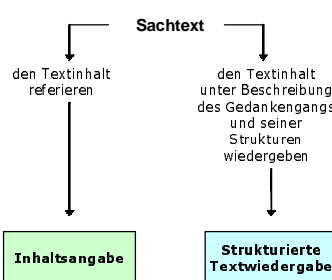 Sachtext
den Textinhalt
referieren
den Textinhalt
unter Beschreibung
des Gedankengangs
und seiner
Strukturen
wiedergeben
Inhaltsangabe
Strukturierte
Textwiedergabe